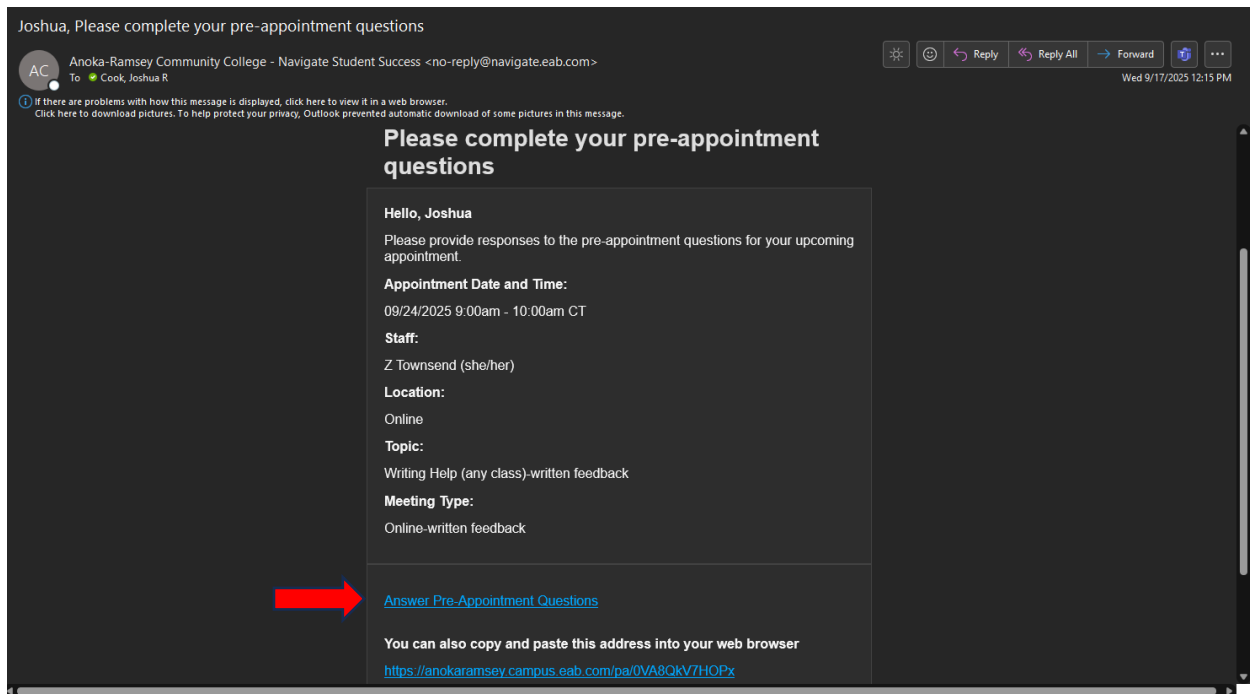 Joshua, Please complete your pre-appointment questions
AC
Anoka-Ramsey Community College - Navigate Student Success <no-reply@navigate.eab.com>
To Cook, Joshua R
Reply
Reply All
Forward
Wed 9/17/2025 12:15 PM
If there are problems with how this message is displayed, click here to view it in a web browser.
Click here to download pictures. To help protect your privacy, Outlook prevented automatic download of some pictures in this message.
Please complete your pre-appointment
questions
Hello, Joshua
Please provide responses to the pre-appointment questions for your upcoming
appointment.
Appointment Date and Time:
09/24/2025 9:00am - 10:00am CT
Staff:
Z Townsend (she/her)
Location:
Online
Topic:
Writing Help (any class)-written feedback
Meeting Type:
Online-written feedback
Answer Pre-Appointment Questions
You can also copy and paste this address into your web browser
https://anokaramsey.campus.eab.com/pa/0VA8QkV7HOPx